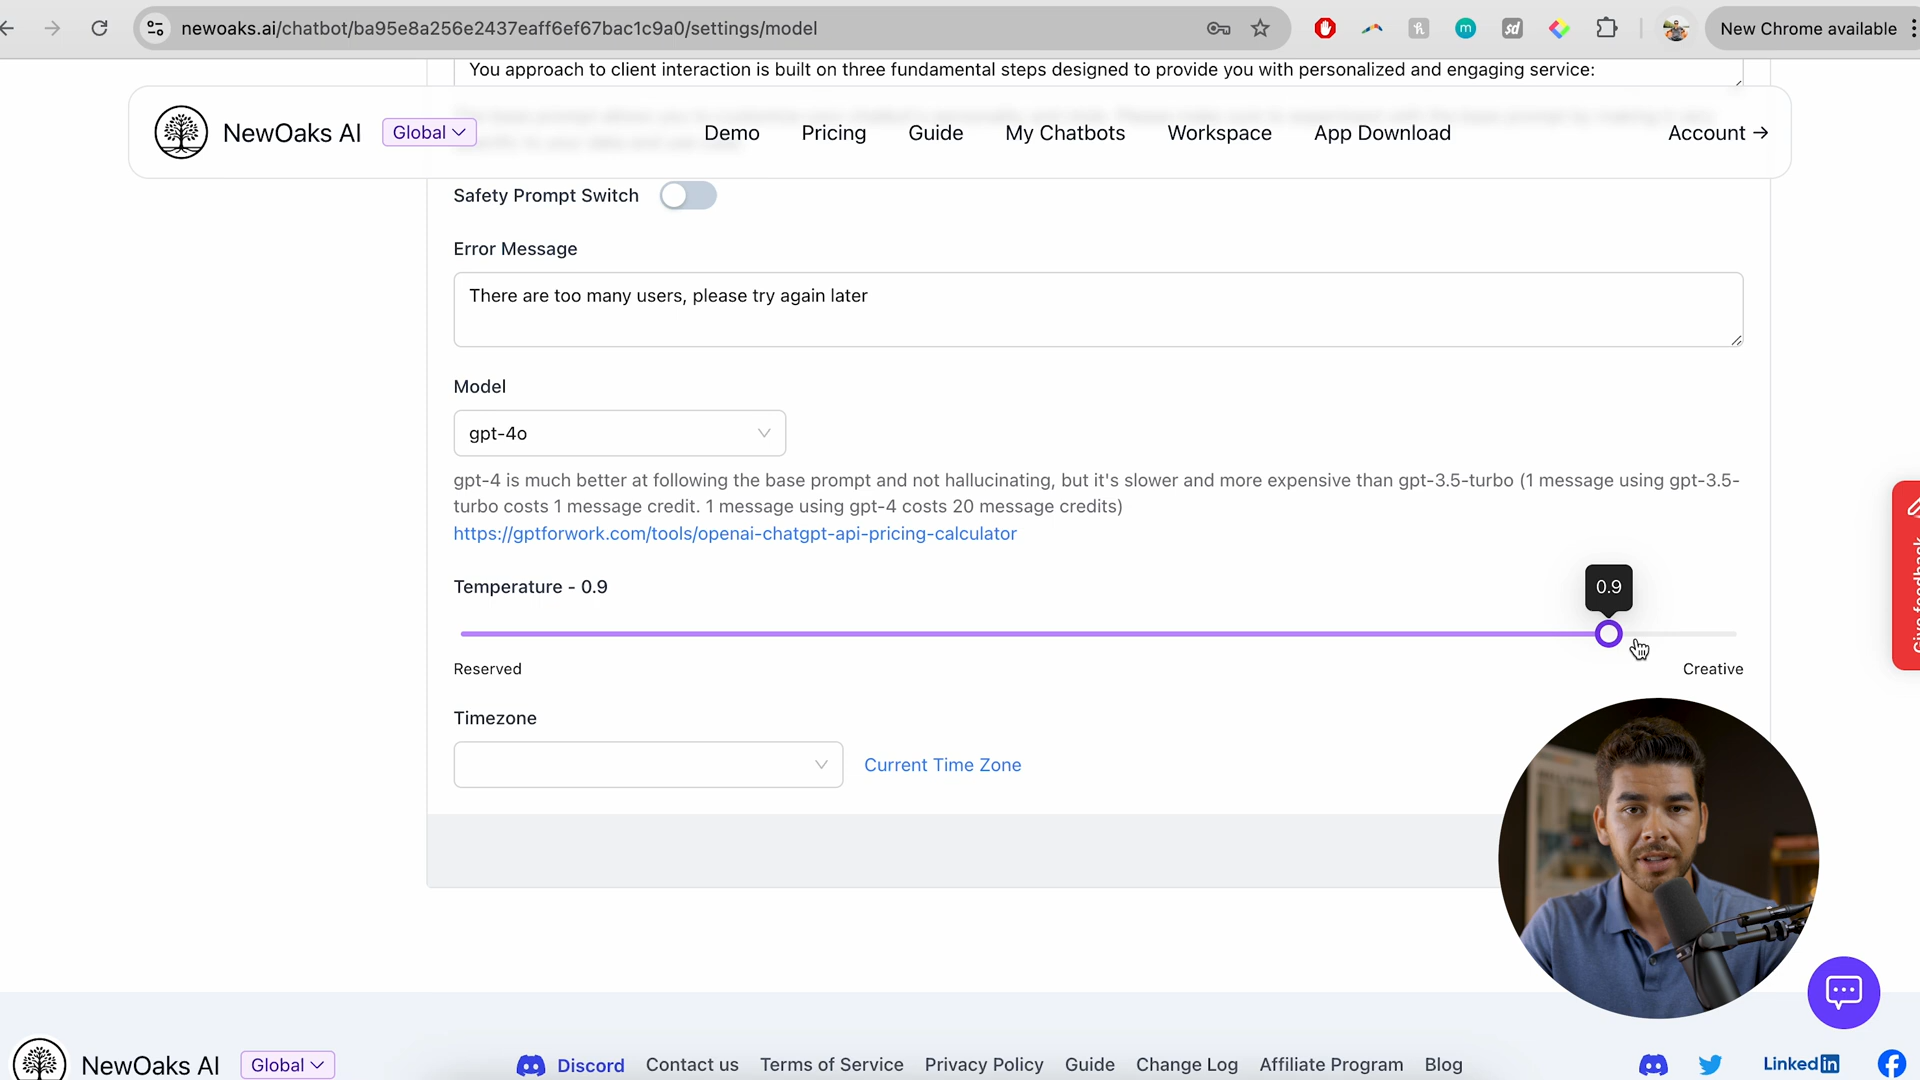 newoaks.ai/chatbot/ba95e8a256e2437eaff6ef67bac1c9a0/settings/model
New Chrome available
You approach to client interaction is built on three fundamental steps designed to provide you with personalized and engaging service:
NewOaks AI
Global
Demo
Pricing
Guide
My Chatbots
Workspace
App Download
Account →
Safety Prompt Switch
Error Message
There are too many users, please try again later
Model
gpt-4o
gpt-4 is much better at following the base prompt and not hallucinating, but it's slower and more expensive than gpt-3.5-turbo (1 message using gpt-3.5-
turbo costs 1 message credit. 1 message using gpt-4 costs 20 message credits)
https://gptforwork.com/tools/openai-chatgpt-api-pricing-calculator
Temperature - 0.9
0.9
Reserved
Creative
Give feedback
Timezone
Current Time Zone
NewOaks AI
Global
Discord
Contact us
Terms of Service
Privacy Policy
Guide
Change Log
Affiliate Program
Blog
LinkedIn